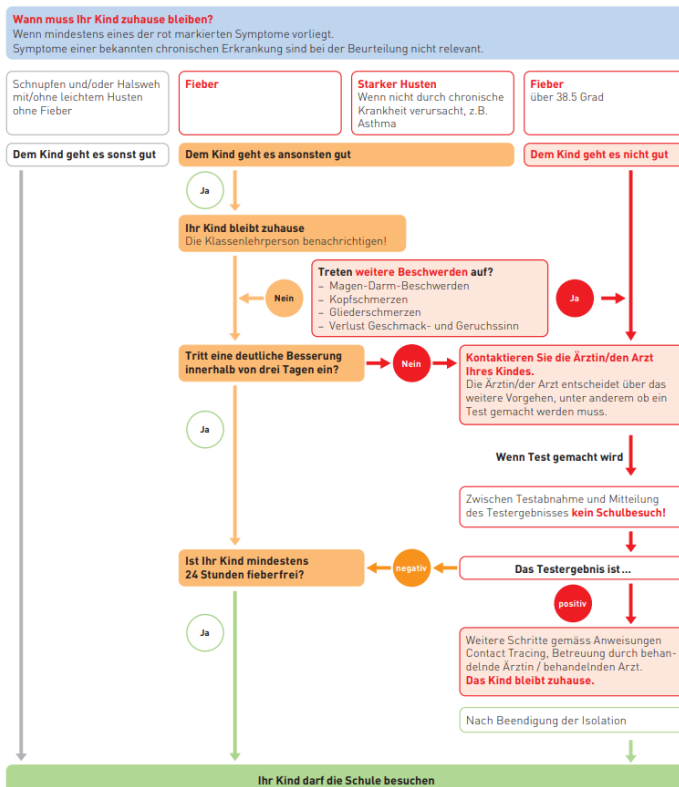 Wann muss Ihr Kind zuhause bleiben?
Wenn mindestens eines der rot markierten Symptome vorliegt.
Symptome einer bekannten chronischen Erkrankung sind bei der Beurteilung nicht relevant.
Schnupfen und/oder Halsweh
mit/ohne leichtem Husten
ohne Fieber
Fieber
Starker Husten
Wenn nicht durch chronische
Krankheit verursacht, z.B.
Asthma
Fieber
über 38.5 Grad
Dem Kind geht es sonst gut
Dem Kind geht es ansonsten gut
Dem Kind geht es nicht gut
Ja
Ihr Kind bleibt zuhause
Die Klassenlehrperson benachrichtigen!
Nein
Treten weitere Beschwerden auf?
– Magen-Darm-Beschwerden
– Kopfschmerzen
– Gliederschmerzen
– Verlust Geschmack- und Geruchssinn
Ja
Tritt eine deutliche Besserung
innerhalb von drei Tagen ein?
Nein
Kontaktieren Sie die Ärztin/den Arzt
Ihres Kindes.
Die Ärztin/der Arzt entscheidet über das
weitere Vorgehen, unter anderem ob ein
Test gemacht werden muss.
Ja
Wenn Test gemacht wird
Zwischen Testabnahme und Mitteilung
des Testergebnisses kein Schulbesuch!
Ist Ihr Kind mindestens
24 Stunden fieberfrei?
negativ
Das Testergebnis ist ...
positiv
Ja
Weitere Schritte gemäss Anweisungen
Contact Tracing, Betreuung durch behan-
delnde Ärztin / behandelnden Arzt.
Das Kind bleibt zuhause.
Nach Beendigung der Isolation
Ihr Kind darf die Schule besuchen